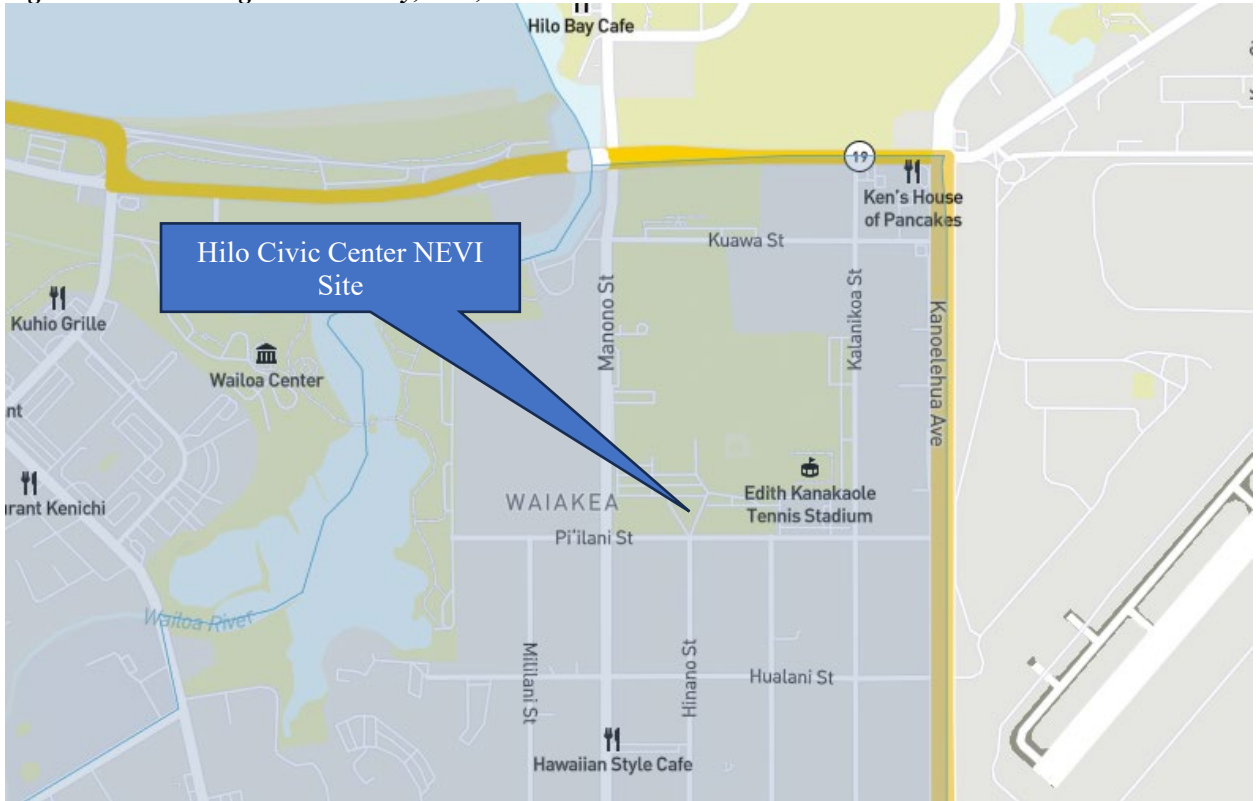 Hilo Bay Cafe
19
Ken's House
of Pancakes
Kuawa St
Hilo Civic Center NEVI
Site
Manono St
Kalanikoa St
Kanoelehua Ave
Kuhio Grille
Wailoa Center
nt
urant Kenichi
WAIAKEA
Edith Kanakaole
Tennis Stadium
Pi'ilani St
Wailoa River
Mililani St
Hinano St
Hualani St
Hawaiian Style Cafe